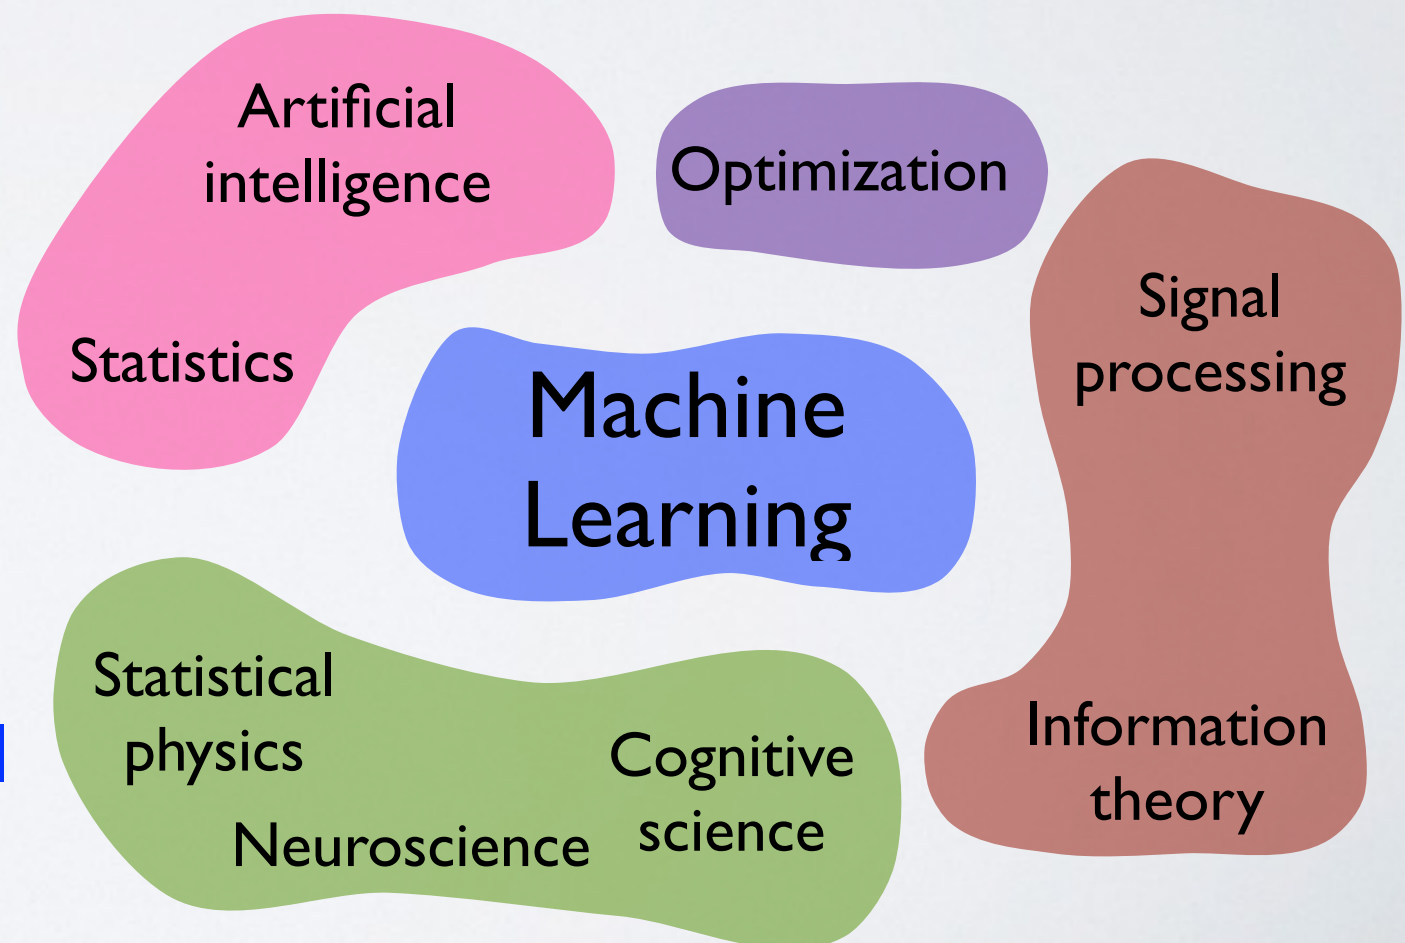 Artificial
intelligence
Optimization
Signal
processing
Statistics
Machine
Learning
Statistical
physics
Cognitive
science
Neuroscience
Information
theory